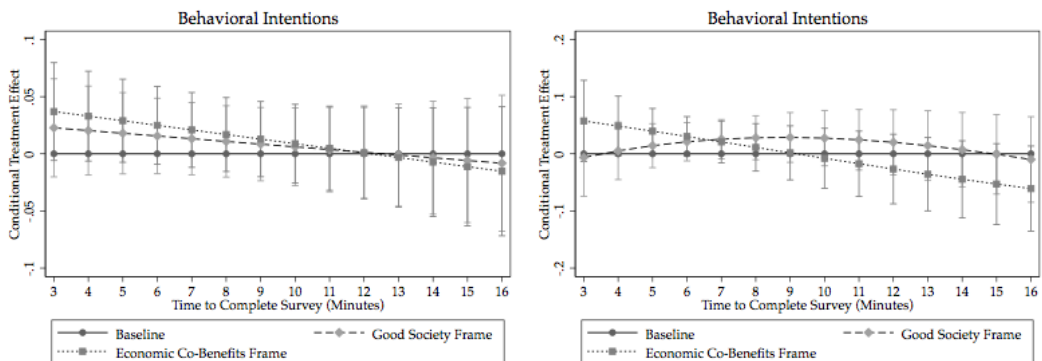 Behavioral Intentions
Conditional Treatment Effect
.1
.05
0
-.05
-.1
3 4 5 6 7 8 9 10 11 12 13 14 15 16
Time to Complete Survey (Minutes)
Baseline Good Society Frame
Economic Co-Benefits Frame
Behavioral Intentions
Conditional Treatment Effect
.2
.1
0
-.1
-.2
3 4 5 6 7 8 9 10 11 12 13 14 15 16
Time to Complete Survey (Minutes)
Baseline Good Society Frame
Economic Co-Benefits Frame